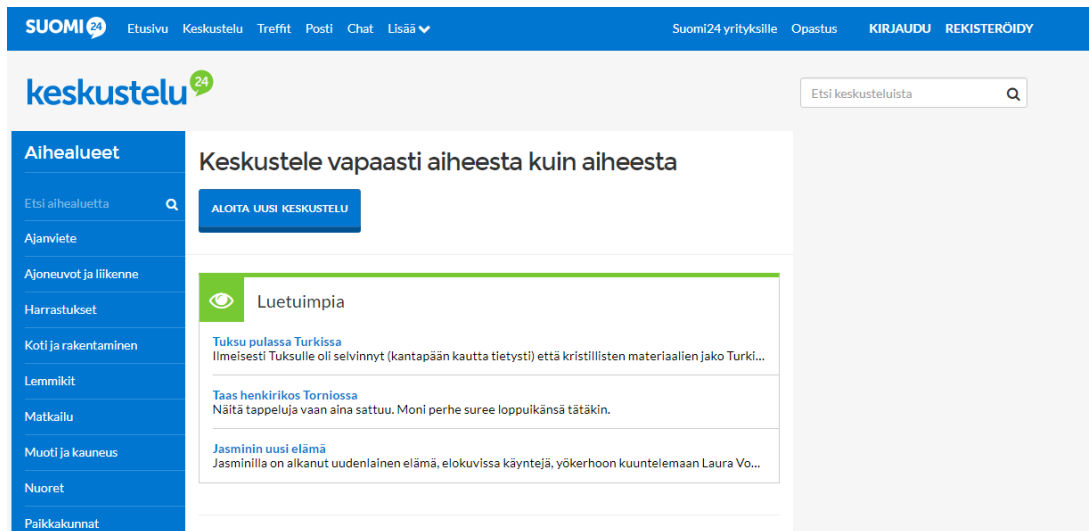 SUOMI 24 Etusivu Keskustelu Treffit Posti Chat Lisää Suomi24 yrityksille Opastus KIRJAUDU REKISTERÖIDY
keskustelu 24
Etsi keskusteluista
Aihealueet
Etsi aihealuetta
Ajanviete
Ajoneuvot ja liikenne
Harrastukset
Koti ja rakentaminen
Lemmikit
Matkailu
Muoti ja kauneus
Nuoret
Paikkakunnat
Keskustele vapaasti aiheesta kuin aiheesta
ALOITA UUSI KESKUSTELU
Luetuimpia
Tuksu pulassa Turkissa
Ilmeisesti Tuksulle oli selvinnyt (kantapään kautta tietysti) että kristillisten materiaalien jako Turki...
Taas henkirikos Torniossa
Näitä tappeluja vaan aina sattuu. Moni perhe suree loppuikänsä tätäkin.
Jasminin uusi elämä
Jasminilla on alkanut uudenlainen elämä, elokuvissa käyntejä, yökerhoon kuuntelemaan Laura Vo...